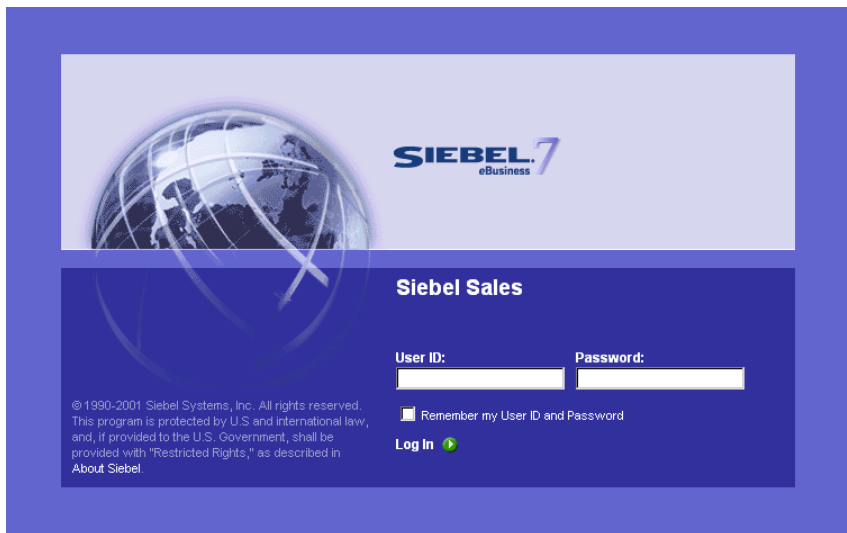 SIEBEL.7
eBusiness
Siebel Sales
User ID: Password:
Remember my User ID and Password
Log In
© 1990-2001 Siebel Systems, Inc. All rights reserved.
This program is protected by U.S and international law,
and, if provided to the U.S. Government, shall be
provided with "Restricted Rights," as described in
About Siebel.